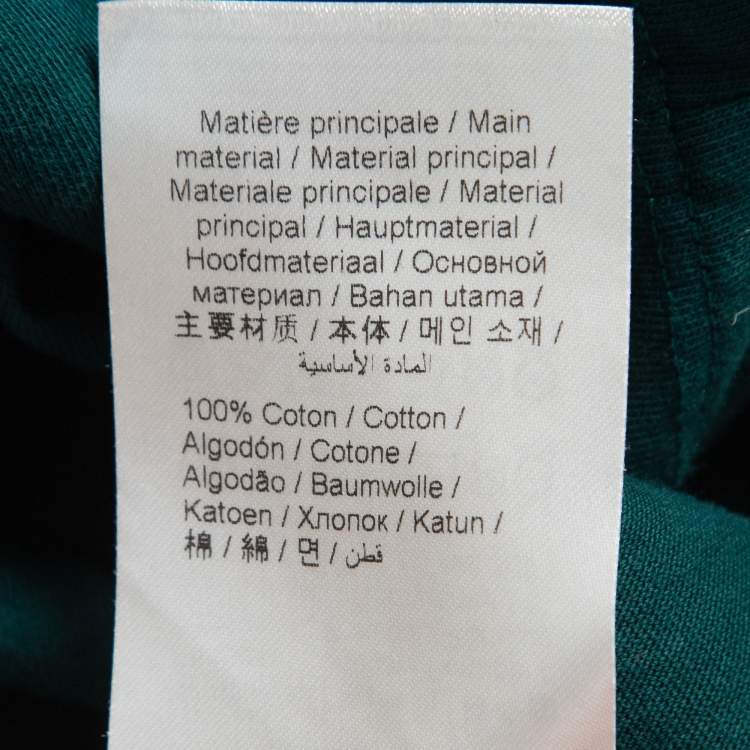 Matière principale / Main
material / Material principal /
Materiale principale / Material
principal / Hauptmaterial /
Hoofdmateriaal / Основной
материал / Bahan utama /
主要材质 / 本体 / 메인 소재 /
المادة الأساسية
100% Coton / Cotton /
Algodón / Cotone /
Algodão / Baumwolle /
Katoen / Хлопок / Katun /
棉 / 綿 / 면 / قطن